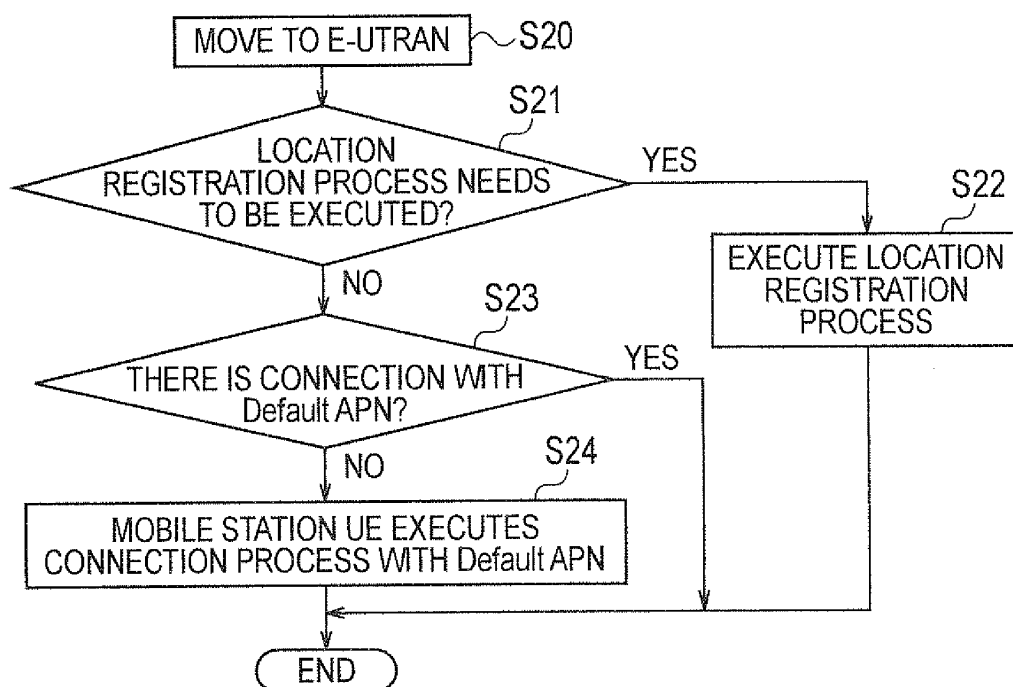 MOVE TO E-UTRAN
S20
S21
LOCATION
REGISTRATION PROCESS NEEDS
TO BE EXECUTED?
YES
S22
EXECUTE LOCATION
REGISTRATION
PROCESS
NO
S23
THERE IS CONNECTION WITH
Default APN?
YES
NO
S24
MOBILE STATION UE EXECUTES
CONNECTION PROCESS WITH Default APN
END